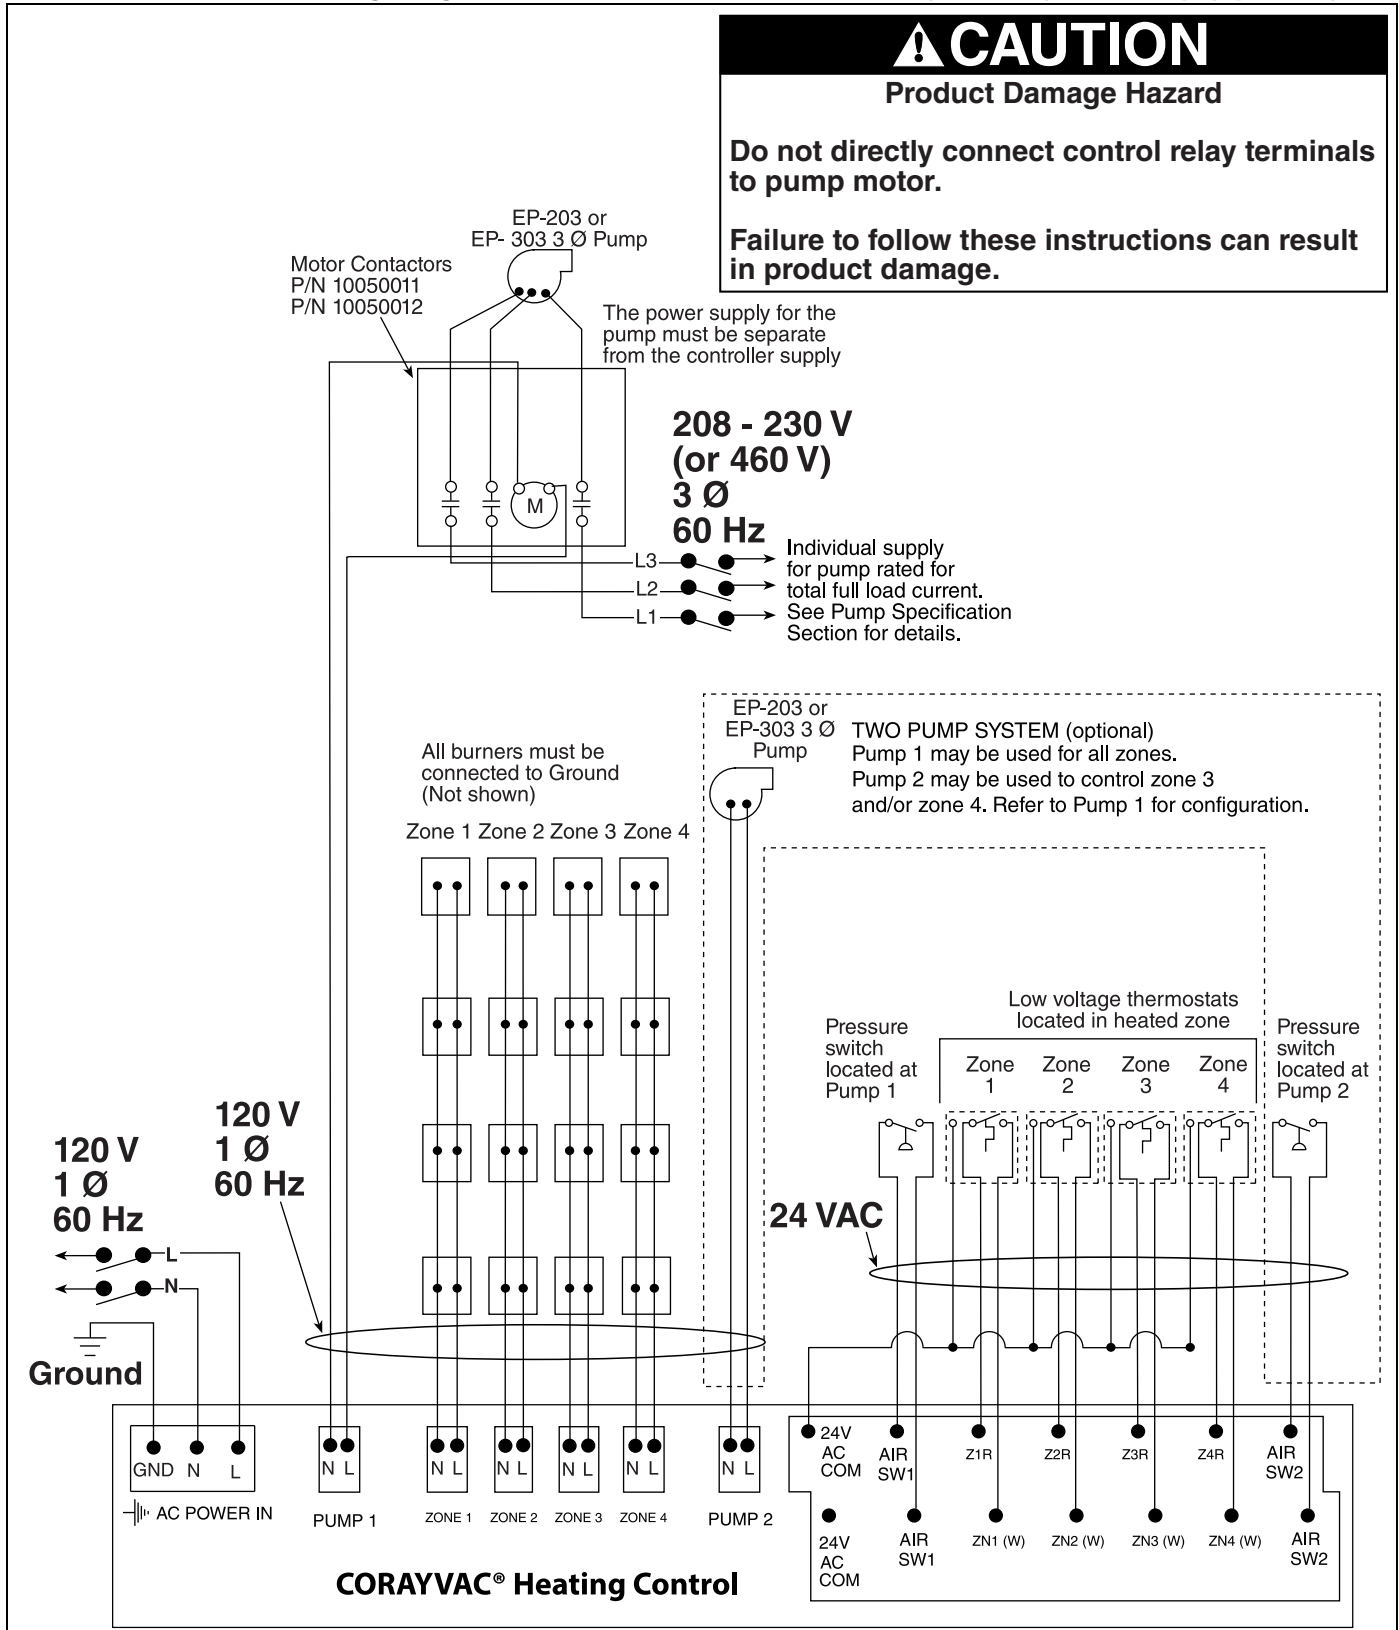 CAUTION
Product Damage Hazard
Do not directly connect control relay terminals
to pump motor.
Failure to follow these instructions can result
in product damage.
EP-203 or
EP- 303 3 Ø Pump
Motor Contactors
P/N 10050011
P/N 10050012
The power supply for the
pump must be separate
from the controller supply
208 - 230 V
(or 460 V)
3 Ø
60 Hz
M
L3
L2
L1
Individual supply
for pump rated for
total full load current.
See Pump Specification
Section for details.
EP-203 or
EP-303 3 Ø
Pump
TWO PUMP SYSTEM (optional)
Pump 1 may be used for all zones.
Pump 2 may be used to control zone 3
and/or zone 4. Refer to Pump 1 for configuration.
All burners must be
connected to Ground
(Not shown)
Zone 1 Zone 2 Zone 3 Zone 4
Low voltage thermostats
located in heated zone
Pressure
switch
located at
Pump 1
Zone
1
Zone
2
Zone
3
Zone
4
Pressure
switch
located at
Pump 2
120 V
1 Ø
60 Hz
120 V
1 Ø
60 Hz
24 VAC
L
N
Ground
GND N L
AC POWER IN
N L
PUMP 1
N L
ZONE 1
N L
ZONE 2
N L
ZONE 3
N L
ZONE 4
N L
PUMP 2
24V
AC
COM
AIR
SW1
Z1R
Z2R
Z3R
Z4R
AIR
SW2
24V
AC
COM
AIR
SW1
ZN1 (W)
ZN2 (W)
ZN3 (W)
ZN4 (W)
AIR
SW2
CORAYVAC® Heating Control